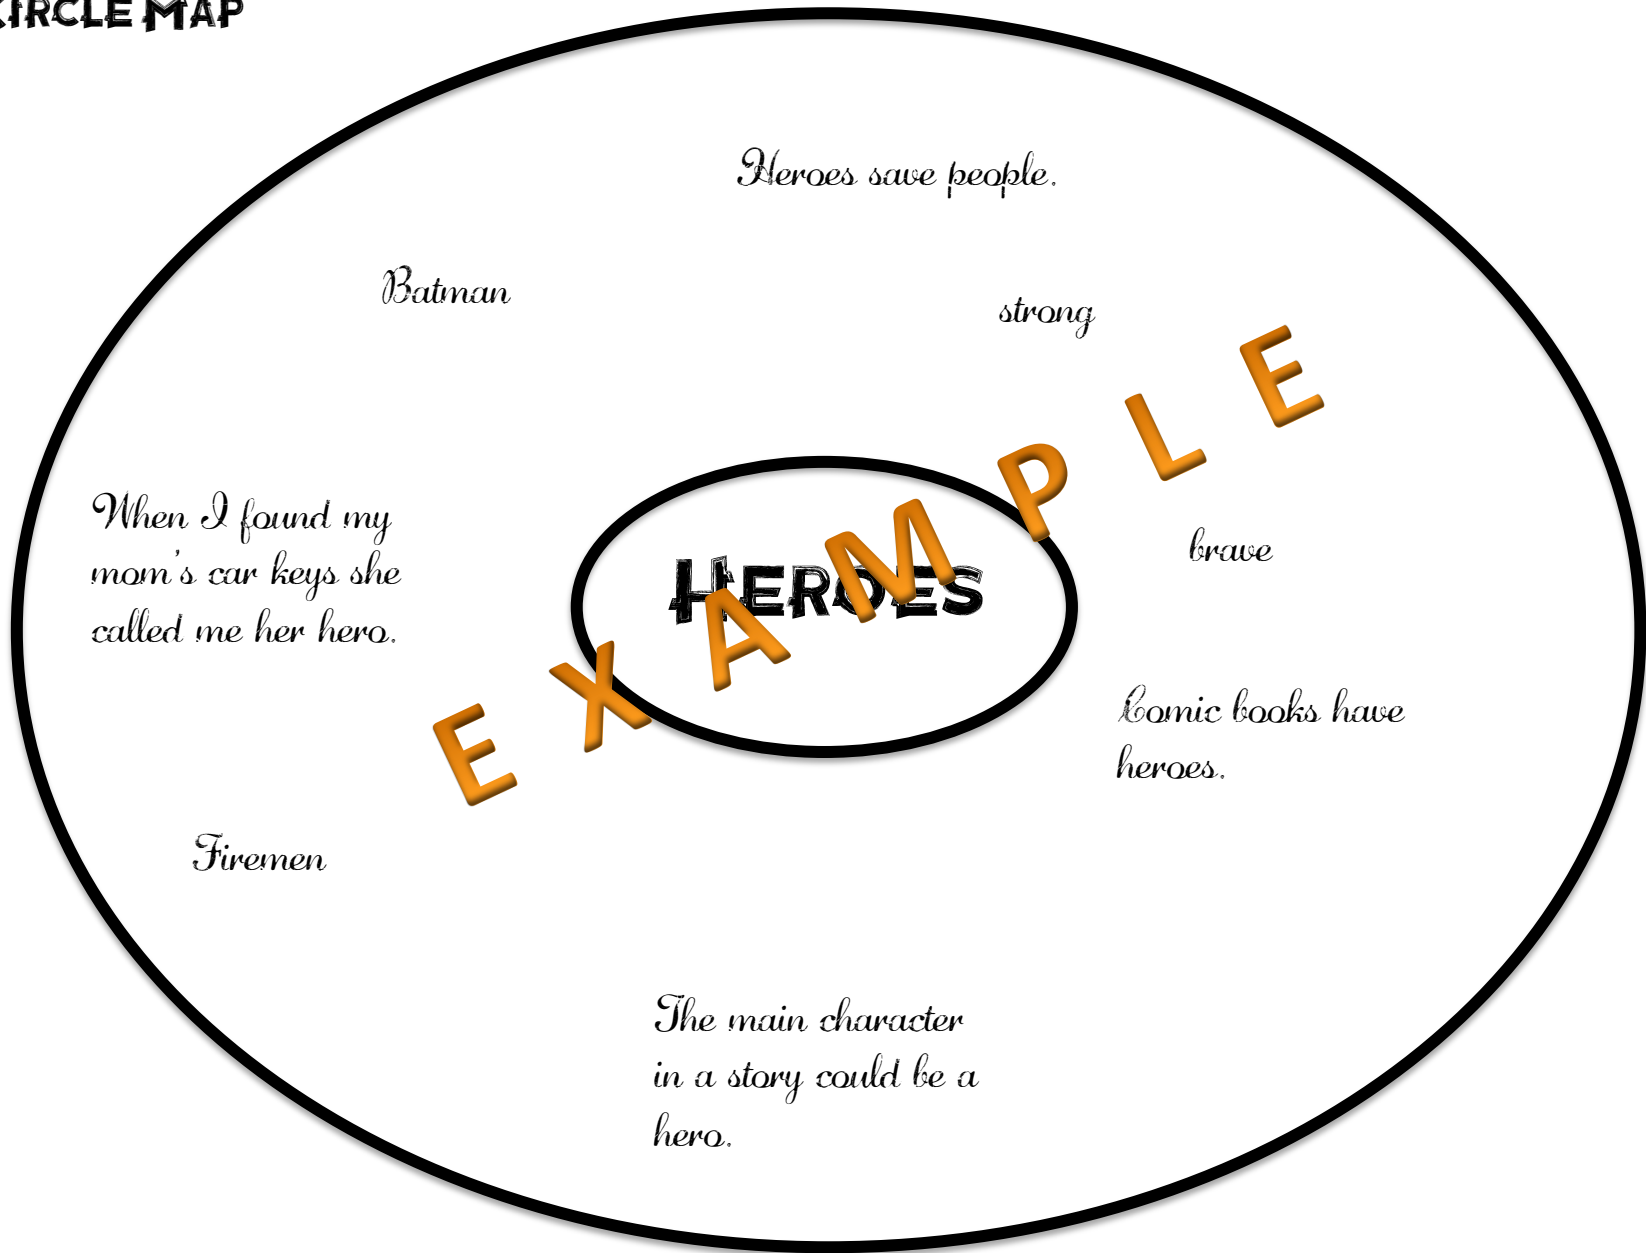 CIRCLE MAP
Heroes save people.
Batman
strong
When I found my
mom's car keys she
called me her hero.
HEROES
EXAMPLE
brave
Comic books have
heroes.
Firemen
The main character
in a story could be a
hero.